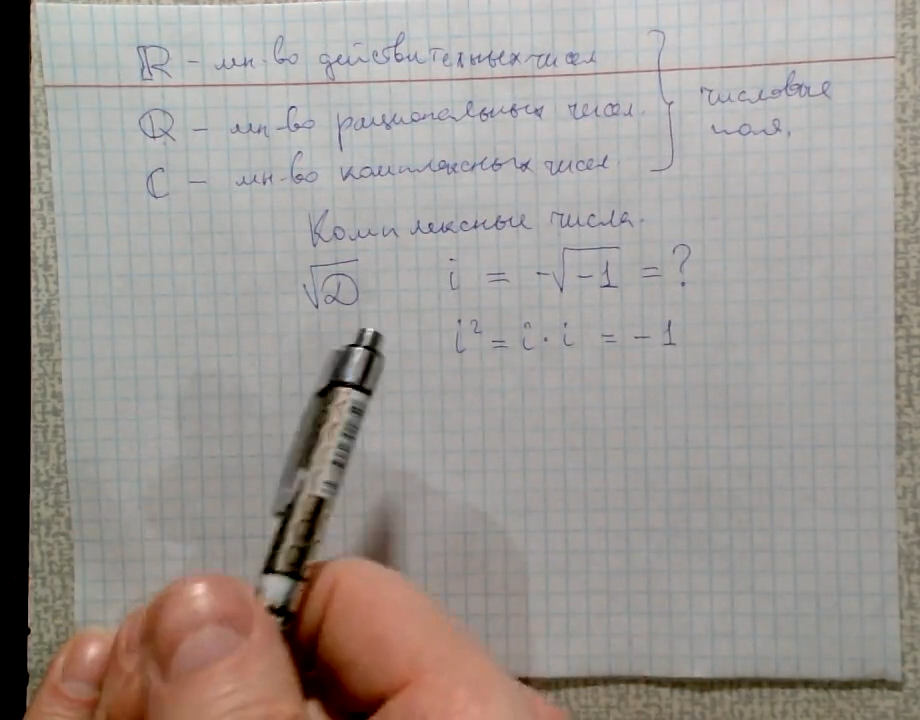 ℝ - мн-во действительных чисел
ℚ - мн-во рациональных чисел.
ℂ - мн-во комплексных чисел.
числовые
поля.
Комплексные числа.
√D i = -√-1 = ?
i² = i · i = -1